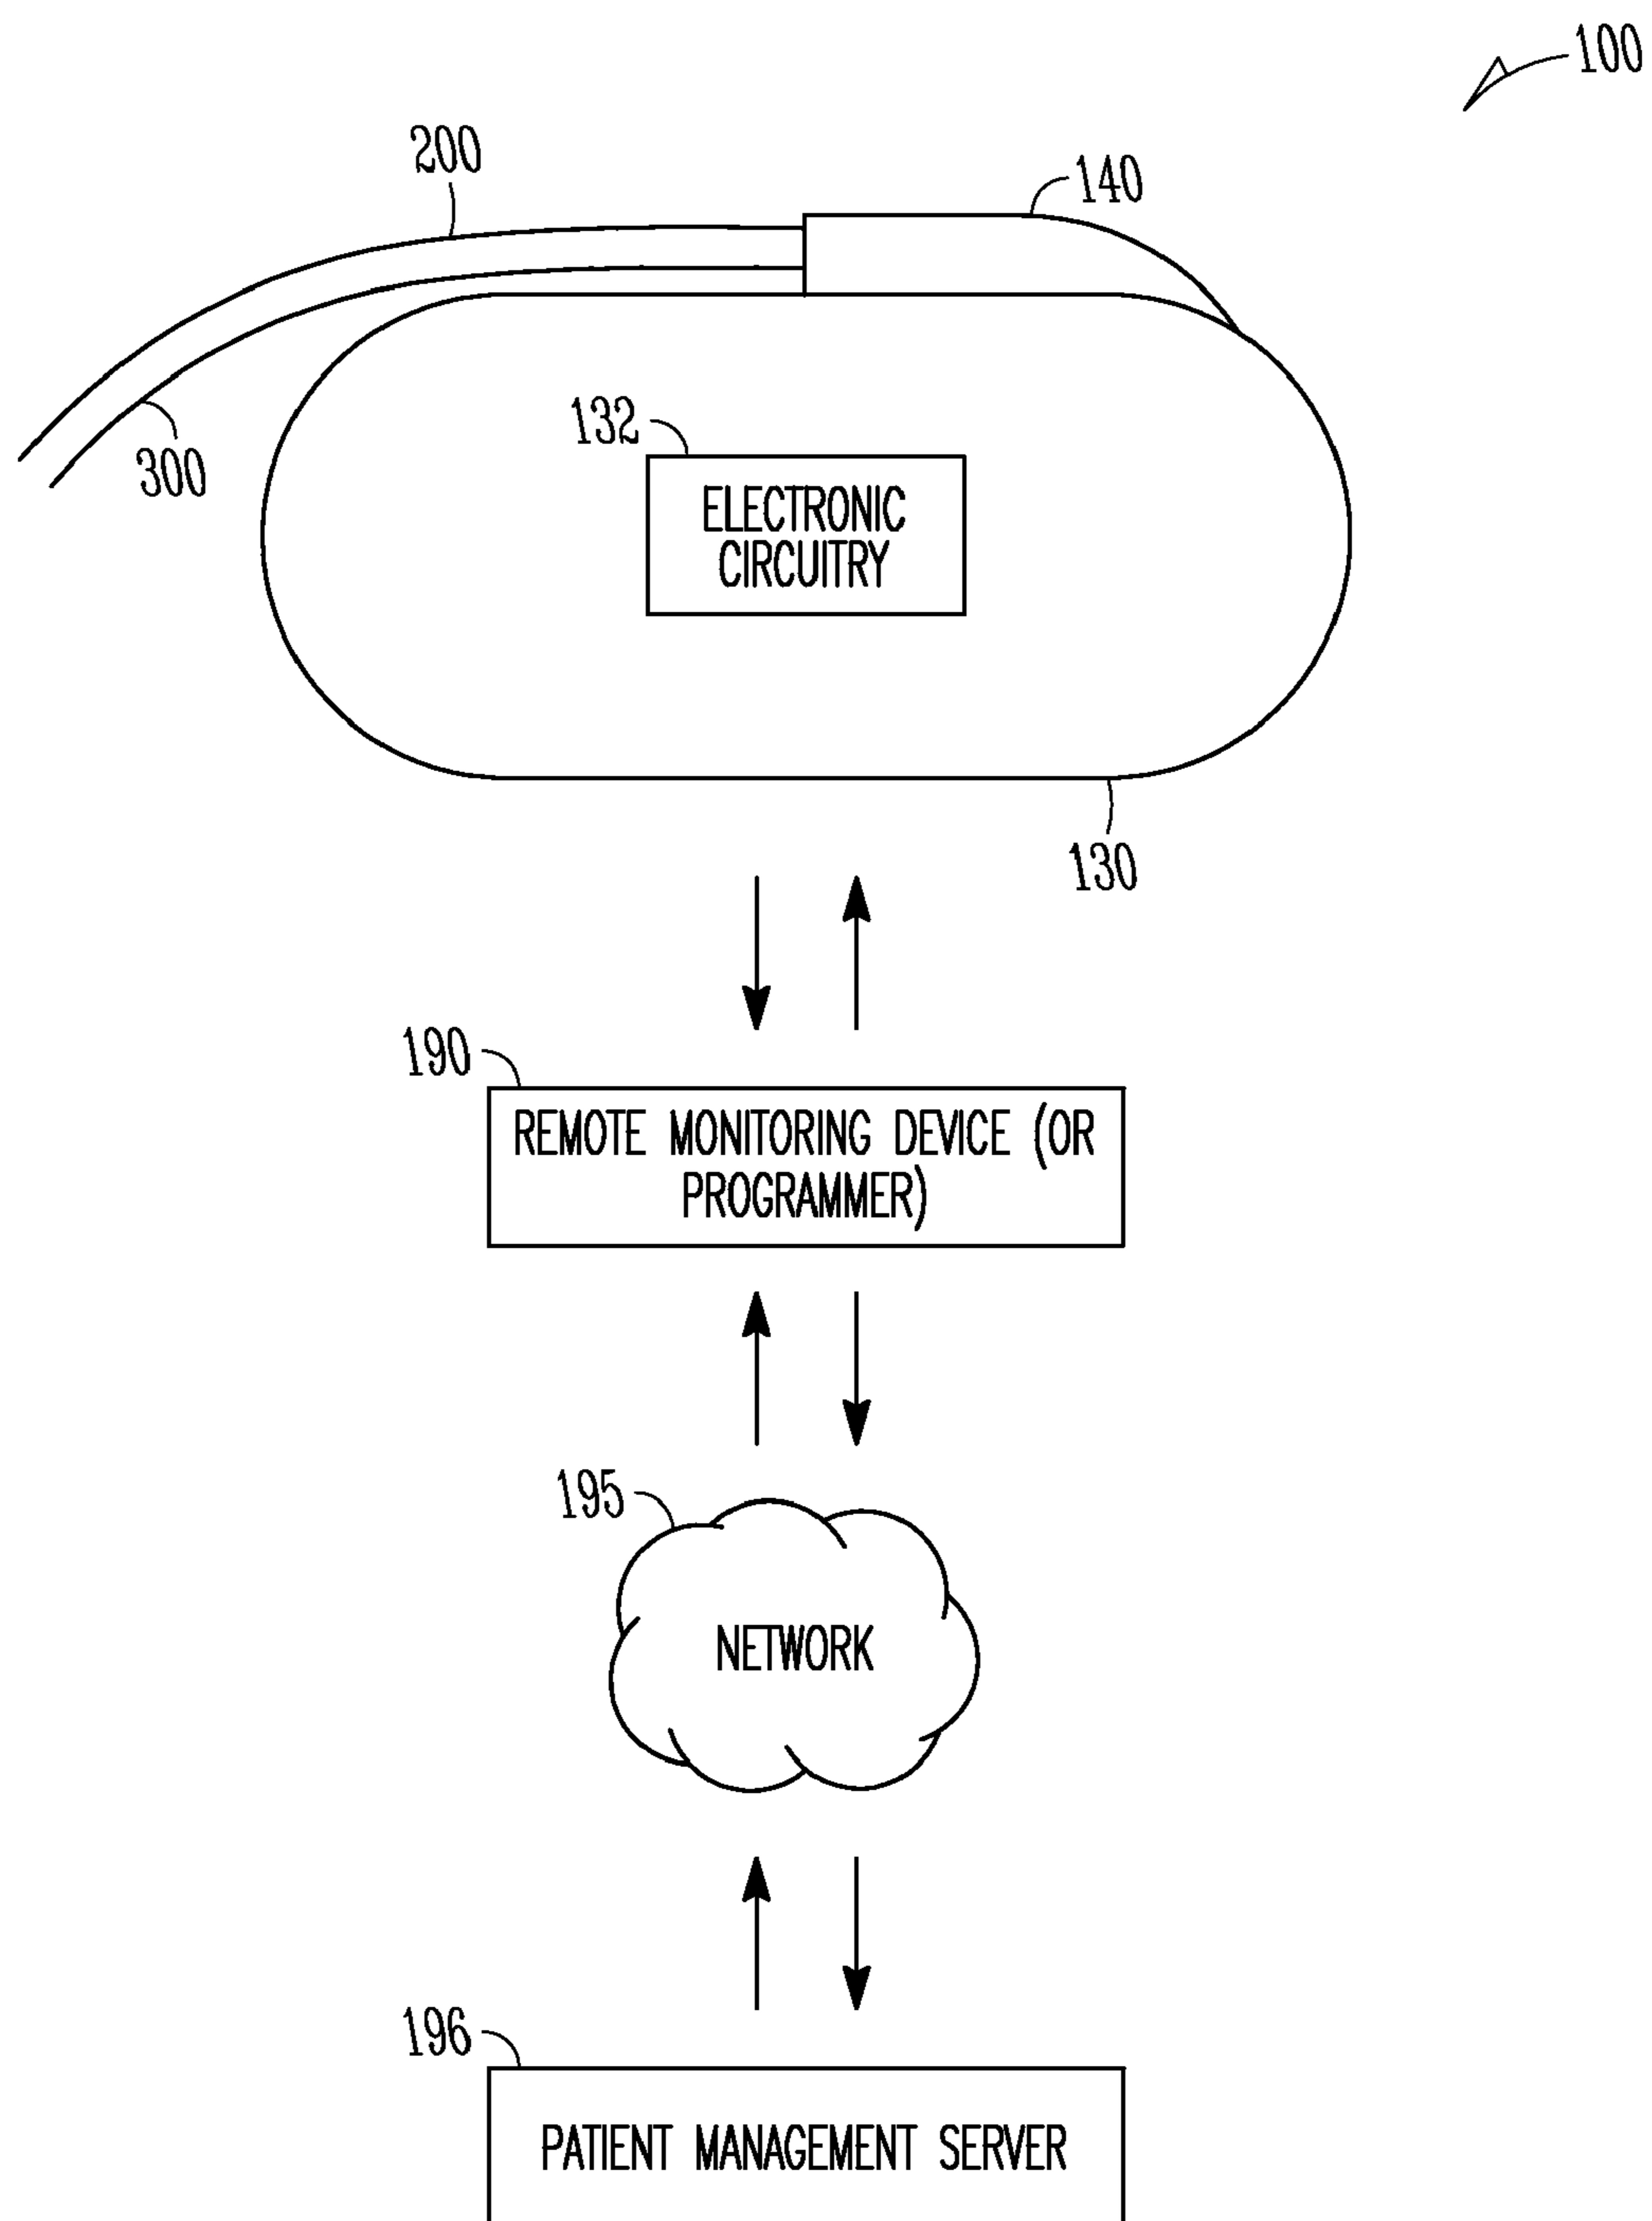 100
200
140
300
132
ELECTRONIC
CIRCUITRY
130
190
REMOTE MONITORING DEVICE (OR
PROGRAMMER)
195
NETWORK
196
PATIENT MANAGEMENT SERVER